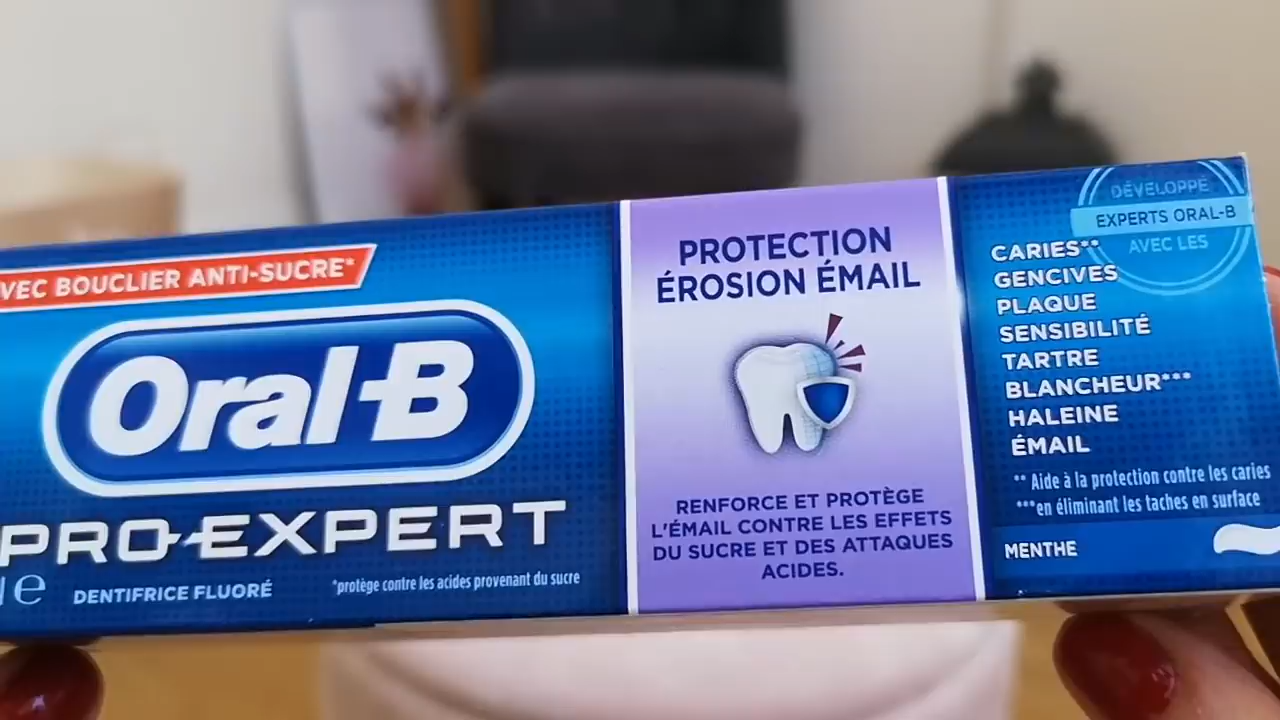 VEC BOUCLIER ANTI-SUCRE*
Oral-B
PRO-EXPERT
e
DENTIFRICE FLUORÉ
*protège contre les acides provenant du sucre
PROTECTION
ÉROSION ÉMAIL
RENFORCE ET PROTÈGE
L'ÉMAIL CONTRE LES EFFETS
DU SUCRE ET DES ATTAQUES
ACIDES.
DÉVELOPPÉ
EXPERTS ORAL-B
AVEC LES
CARIES**
GENCIVES
PLAQUE
SENSIBILITÉ
TARTRE
BLANCHEUR***
HALEINE
ÉMAIL
** Aide à la protection contre les caries
***en éliminant les taches en surface
MENTHE